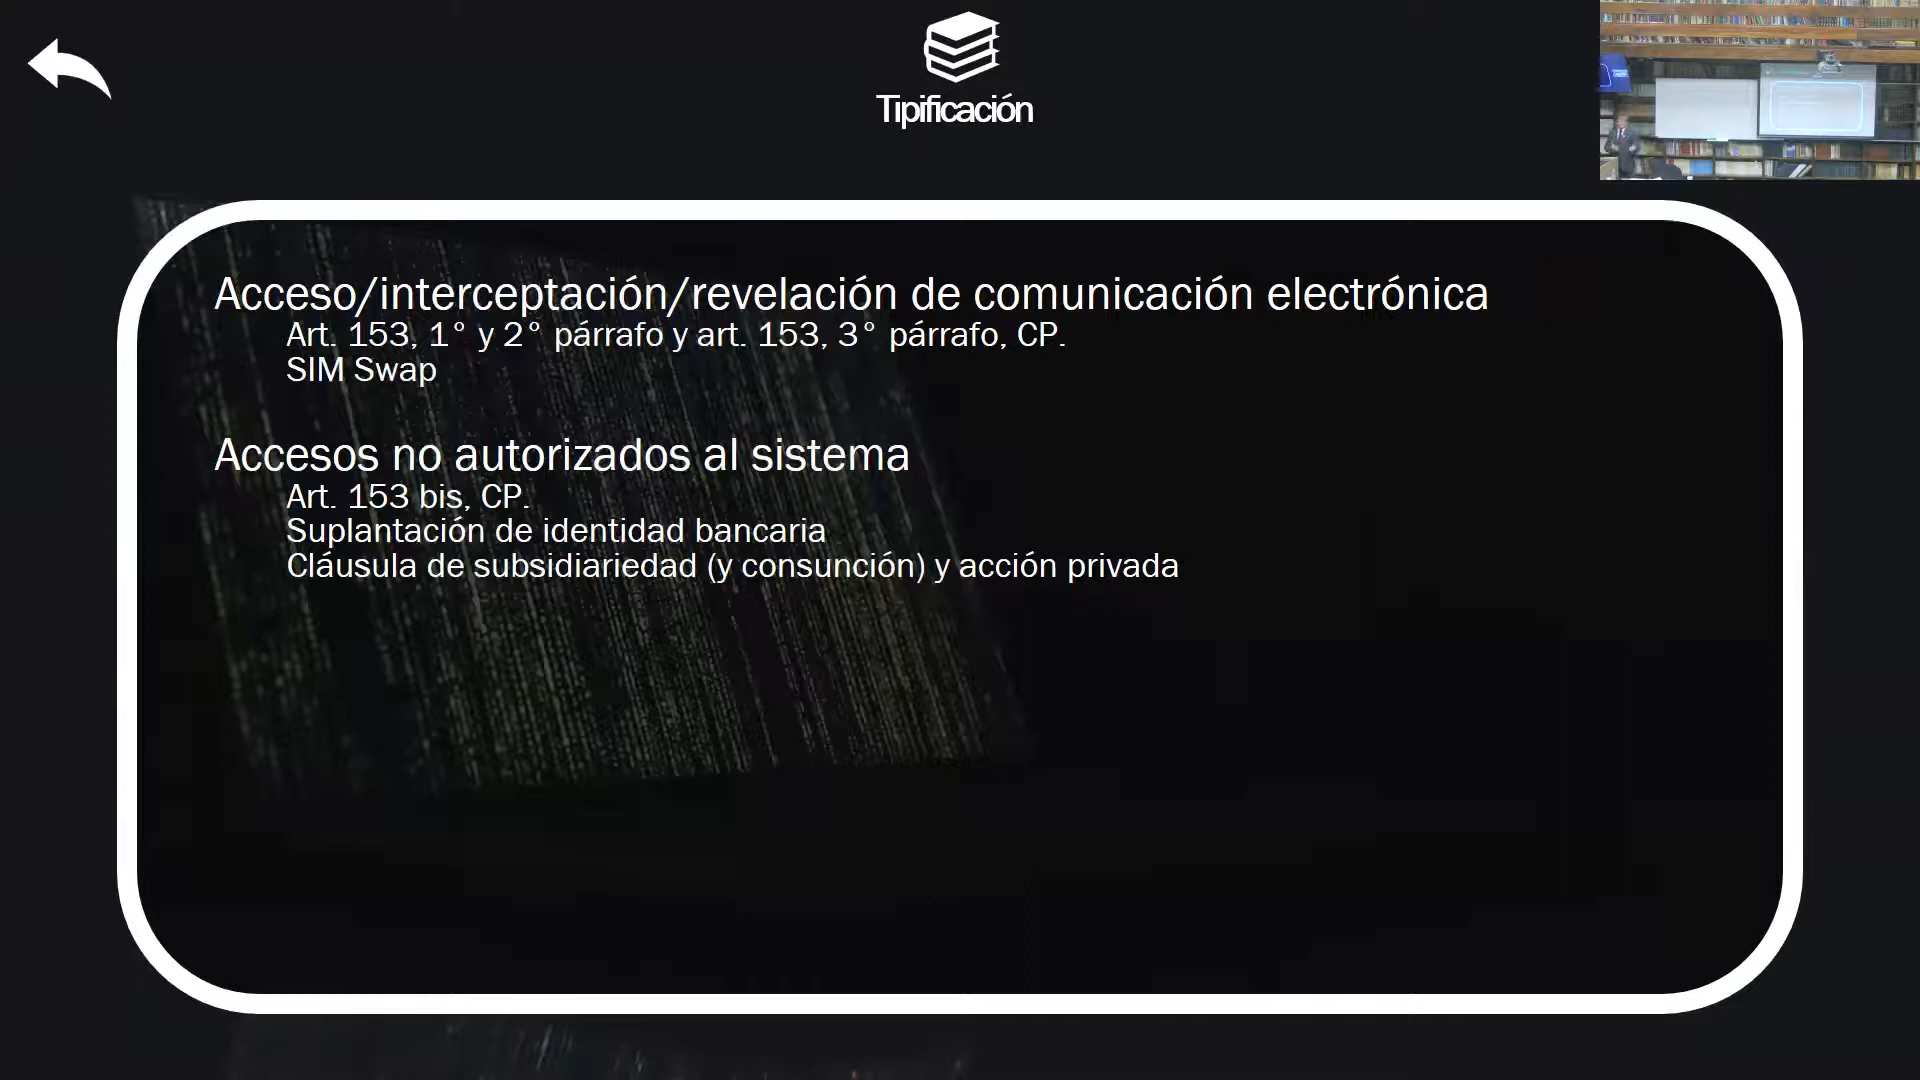 Tipificación
Acceso/interceptación/revelación de comunicación electrónica
Art. 153, 1° y 2° párrafo y art. 153, 3° párrafo, CP.
SIM Swap
Accesos no autorizados al sistema
Art. 153 bis, CP.
Suplantación de identidad bancaria
Cláusula de subsidiariedad (y consunción) y acción privada